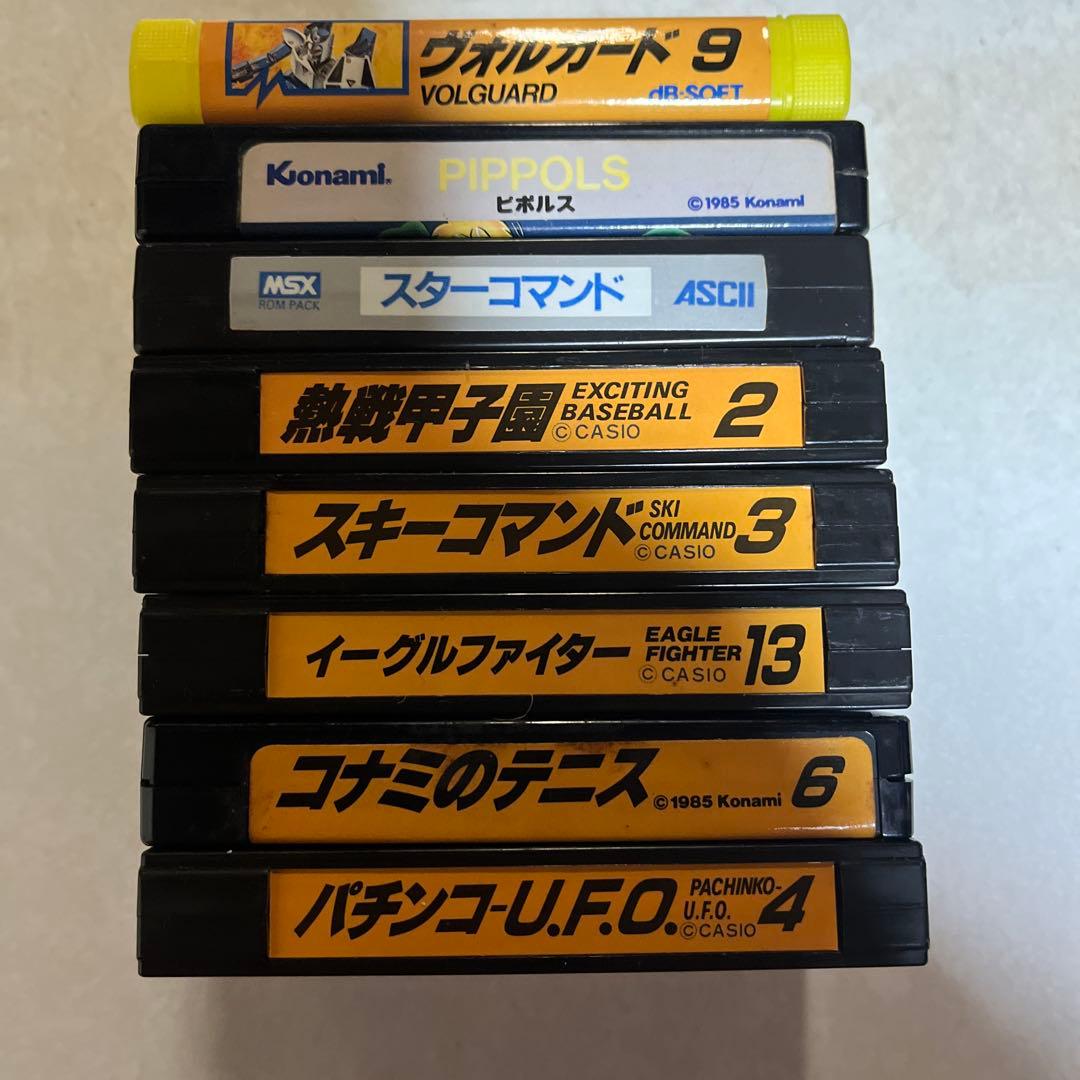 ウォルガード 9
VOLGUARD dB-SOFT
Konami. PIPPOLS
ピポルス ©1985 Konami
MSX
ROM PACK
スターコマンド ASCII
熱戦甲子園 EXCITING
BASEBALL 2
©CASIO
スキーコマンド SKI
COMMAND 3
©CASIO
イーグルファイター EAGLE
FIGHTER 13
©CASIO
コナミのテニス ©1985 Konami 6
パチンコ-U.F.O. PACHINKO-
U.F.O. 4
©CASIO